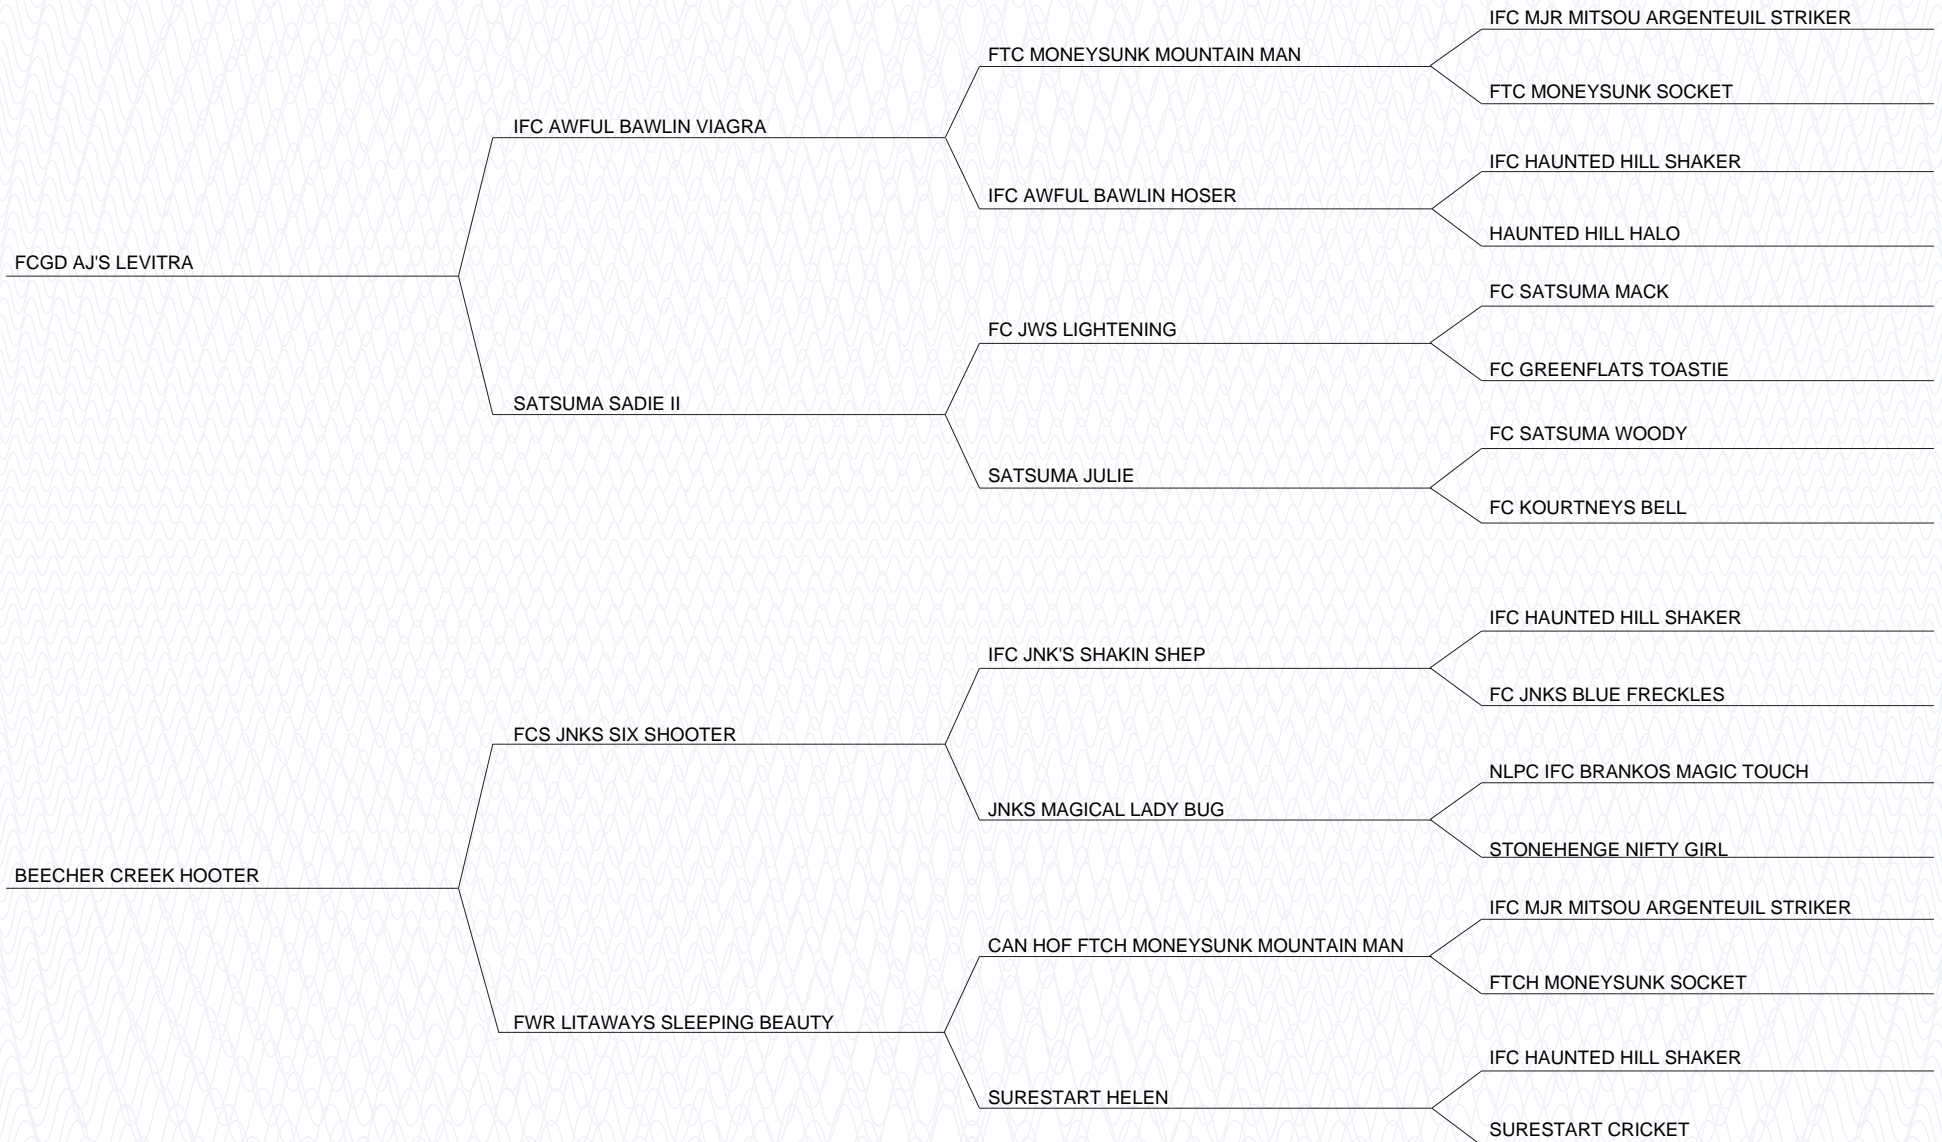 IFC MJR MITSOU ARGENTEUIL STRIKER
FTC MONEYSUNK MOUNTAIN MAN
FTC MONEYSUNK SOCKET
IFC AWFUL BAWLIN VIAGRA
IFC HAUNTED HILL SHAKER
IFC AWFUL BAWLIN HOSER
HAUNTED HILL HALO
FCGD AJ'S LEVITRA
FC SATSUMA MACK
FC JWS LIGHTENING
FC GREENFLATS TOASTIE
SATSUMA SADIE II
FC SATSUMA WOODY
SATSUMA JULIE
FC KOURTNEYS BELL
IFC HAUNTED HILL SHAKER
IFC JNK'S SHAKIN SHEP
FC JNKS BLUE FRECKLES
FCS JNKS SIX SHOOTER
NLPC IFC BRANKOS MAGIC TOUCH
JNKS MAGICAL LADY BUG
STONEHENGE NIFTY GIRL
BEECHER CREEK HOOTER
IFC MJR MITSOU ARGENTEUIL STRIKER
CAN HOF FTCH MONEYSUNK MOUNTAIN MAN
FTCH MONEYSUNK SOCKET
FWR LITAWAYS SLEEPING BEAUTY
IFC HAUNTED HILL SHAKER
SURESTART HELEN
SURESTART CRICKET